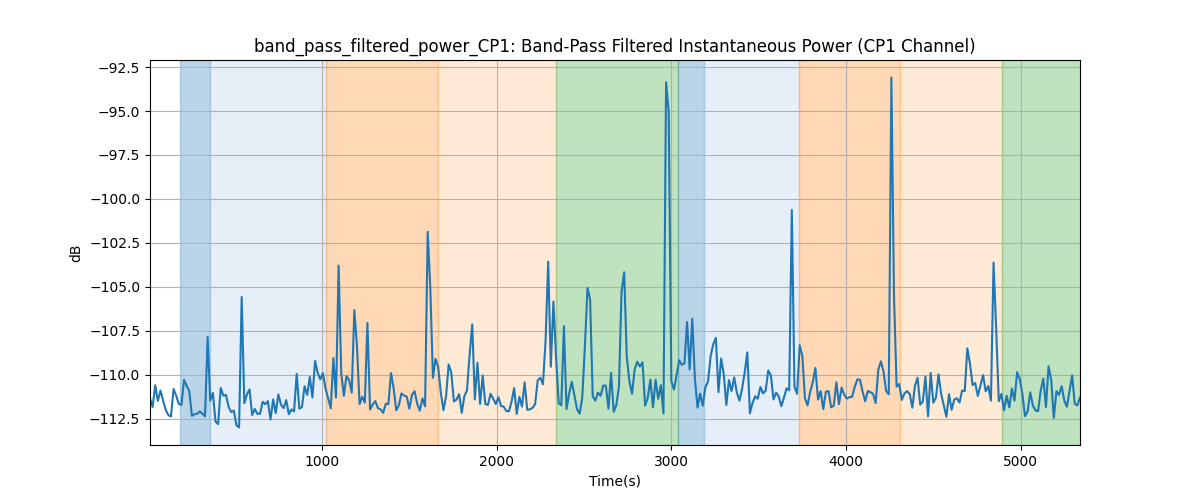 band_pass_filtered_power_CP1: Band-Pass Filtered Instantaneous Power (CP1 Channel)
−92.5
−95.0
−97.5
−100.0
−102.5
−105.0
−107.5
−110.0
−112.5
dB
1000 2000 3000 4000 5000
Time(s)